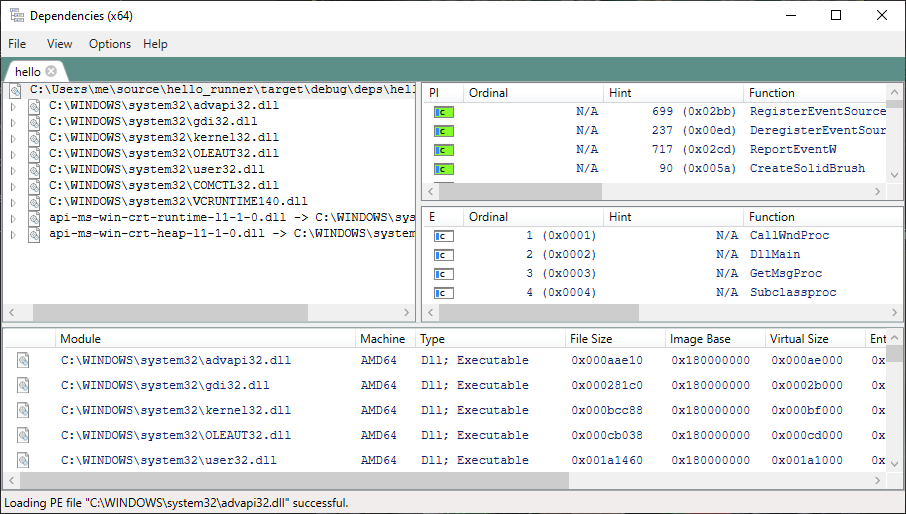 Dependencies (x64)
File View Options Help
hello
C:\Users\me\source\hello_runner\target\debug\deps\hell
C:\WINDOWS\system32\advapi32.dll
C:\WINDOWS\system32\gdi32.dll
C:\WINDOWS\system32\kernel32.dll
C:\WINDOWS\system32\OLEAUT32.dll
C:\WINDOWS\system32\user32.dll
C:\WINDOWS\system32\COMCTL32.dll
C:\WINDOWS\system32\VCRUNTIME140.dll
api-ms-win-crt-runtime-l1-1-0.dll -> C:\WINDOWS\sys
api-ms-win-crt-heap-l1-1-0.dll -> C:\WINDOWS\system
PI Ordinal Hint Function
N/A 699 (0x02bb) RegisterEventSource
N/A 237 (0x00ed) DeregisterEventSour
N/A 717 (0x02cd) ReportEventW
N/A 90 (0x005a) CreateSolidBrush
E Ordinal Hint Function
1 (0x0001) N/A CallWndProc
2 (0x0002) N/A DllMain
3 (0x0003) N/A GetMsgProc
4 (0x0004) N/A Subclassproc
Module Machine Type File Size Image Base Virtual Size Ent
C:\WINDOWS\system32\advapi32.dll AMD64 Dll; Executable 0x000aae10 0x180000000 0x000ae000 0x
C:\WINDOWS\system32\gdi32.dll AMD64 Dll; Executable 0x000281c0 0x180000000 0x0002b000 0x
C:\WINDOWS\system32\kernel32.dll AMD64 Dll; Executable 0x000bcc88 0x180000000 0x000bf000 0x
C:\WINDOWS\system32\OLEAUT32.dll AMD64 Dll; Executable 0x000cb038 0x180000000 0x000cd000 0x
C:\WINDOWS\system32\user32.dll AMD64 Dll; Executable 0x001a1460 0x180000000 0x001a1000 0x
Loading PE file "C:\WINDOWS\system32\advapi32.dll" successful.